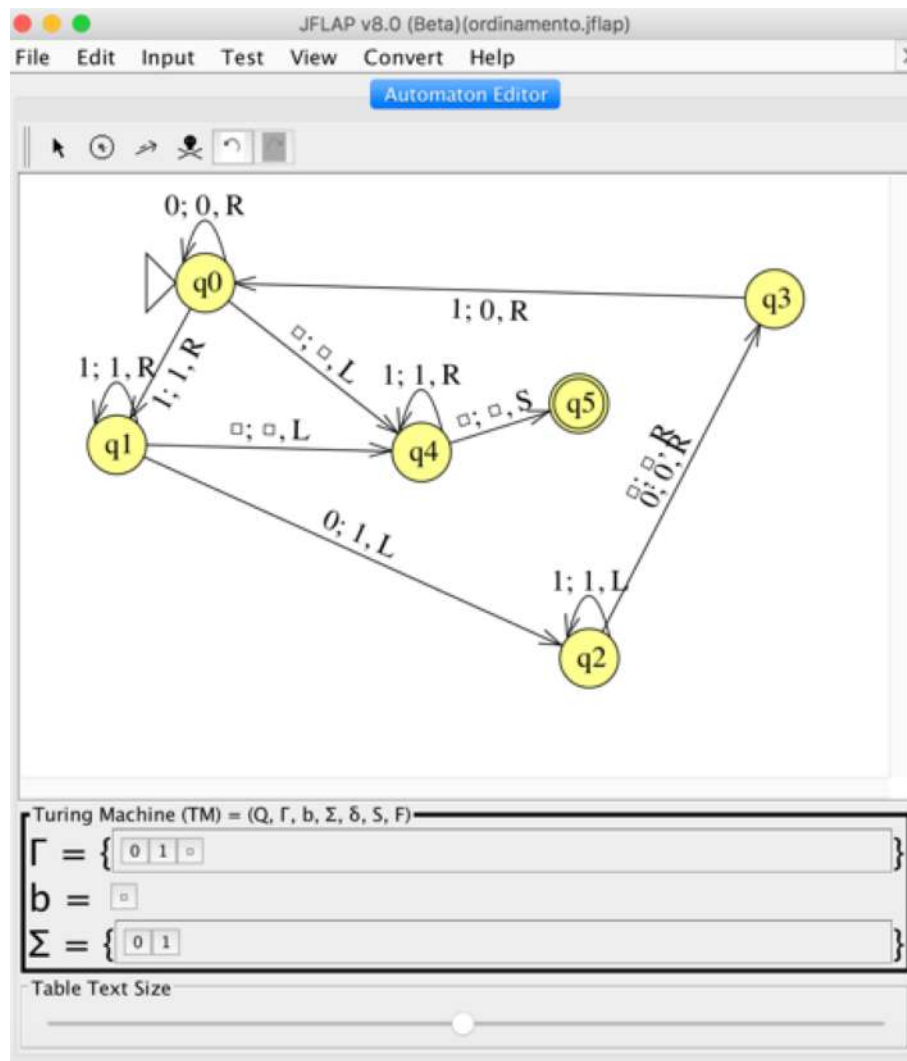 JFLAP v8.0 (Beta)(ordinamento.jflap)
File Edit Input Test View Convert Help
Automaton Editor
0; 0, R
q0
q3
1; 0, R
□; □, L
1; 1, R
1; 1, R
1; 1, R
□; □, S
q5
□; □, L
q1
q4
□; □, R
0; 0, R
0; 1, L
1; 1, L
q2
Turing Machine (TM) = (Q, Γ, b, Σ, δ, S, F)
Γ = { 0 1 □ }
b = □
Σ = { 0 1 }
Table Text Size